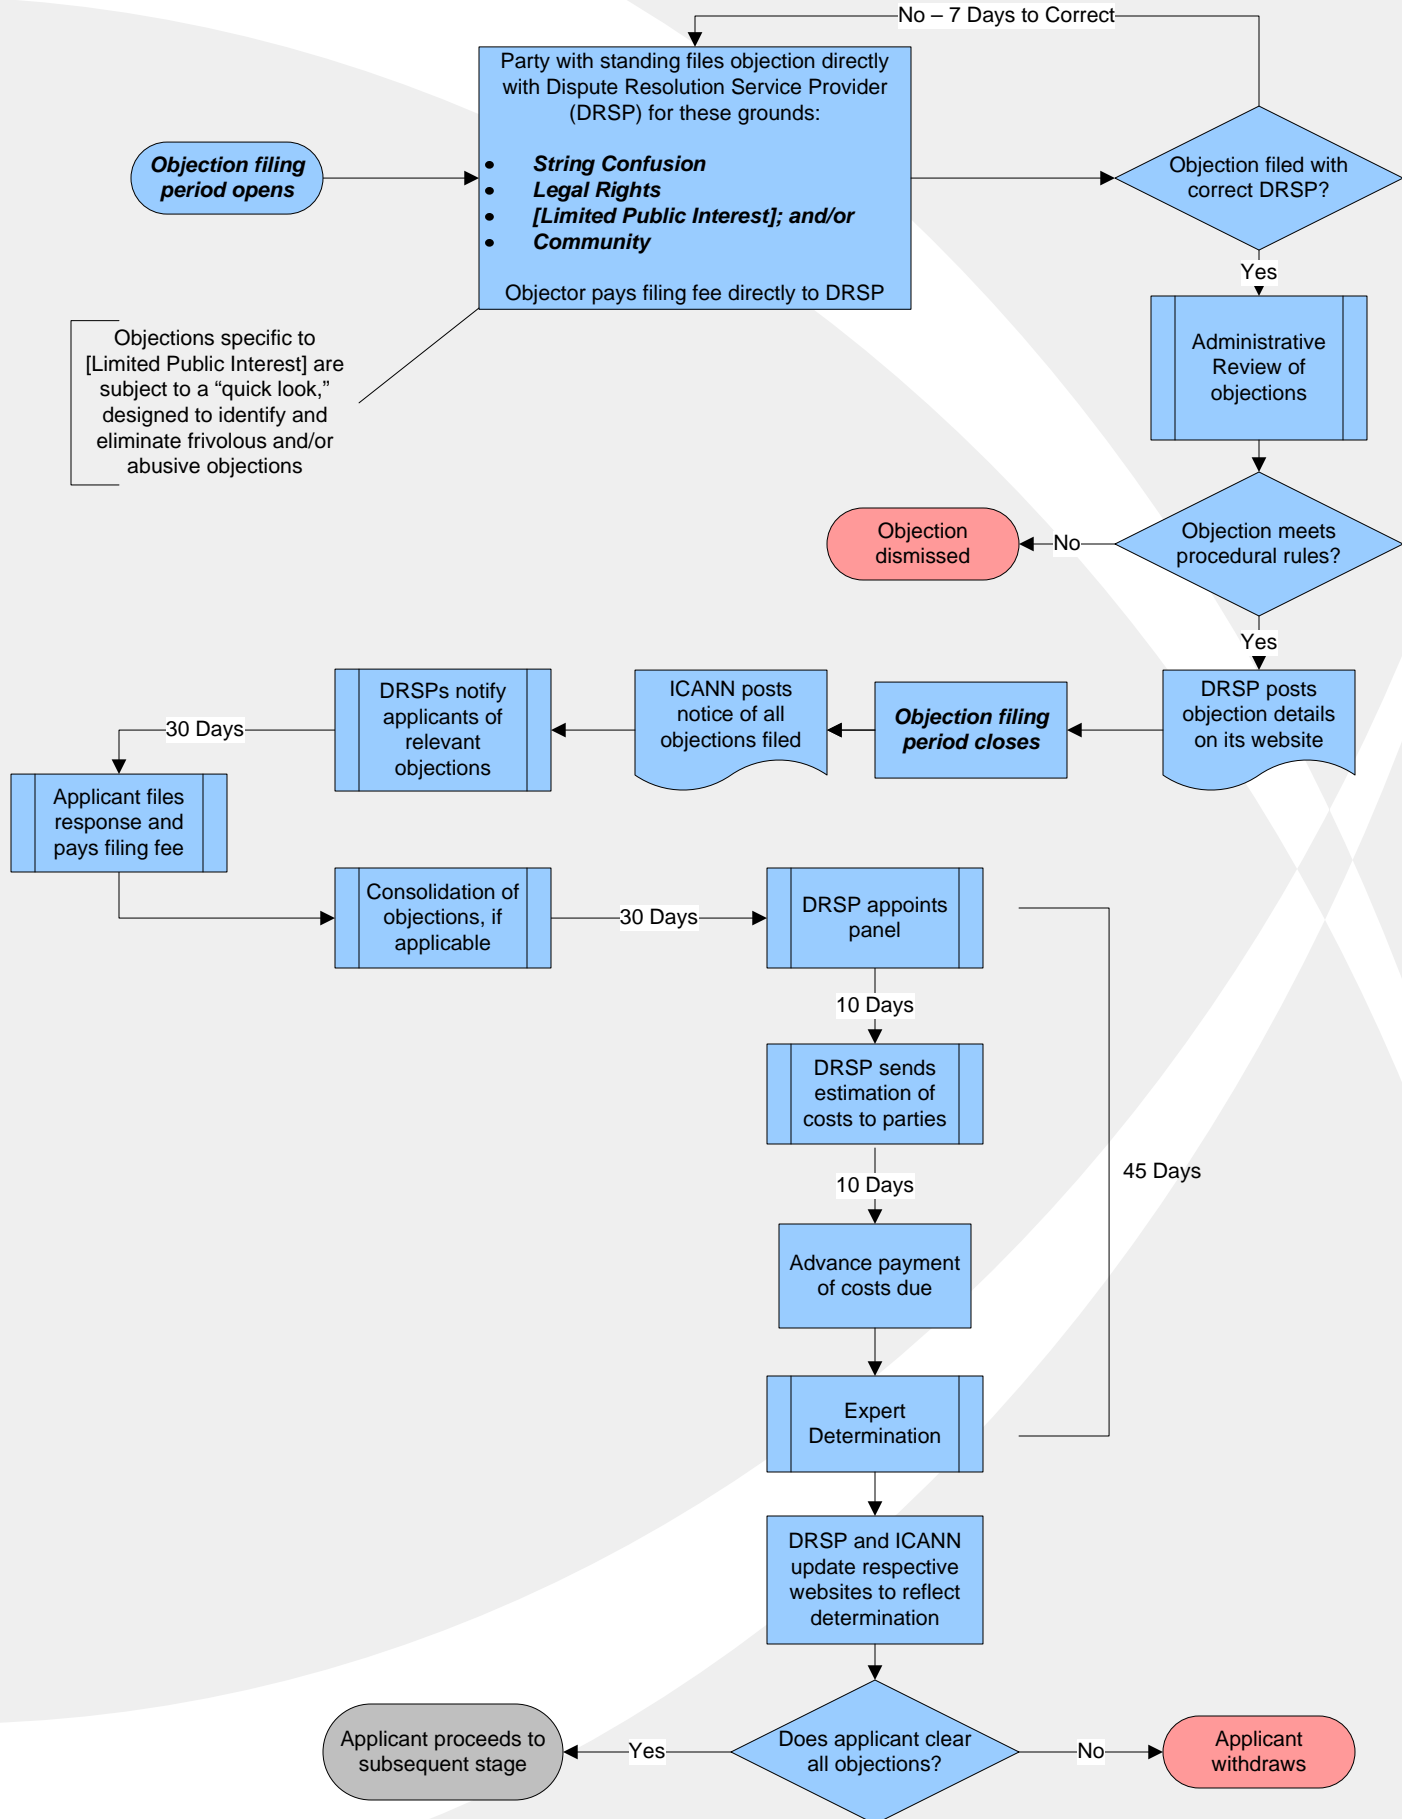 No – 7 Days to Correct
Party with standing files objection directly
with Dispute Resolution Service Provider
(DRSP) for these grounds:
• String Confusion
• Legal Rights
• [Limited Public Interest]; and/or
• Community
Objector pays filing fee directly to DRSP
Objection filing
period opens
Objection filed with
correct DRSP?
Yes
Objections specific to
[Limited Public Interest] are
subject to a “quick look,”
designed to identify and
eliminate frivolous and/or
abusive objections
Administrative
Review of
objections
Objection meets
procedural rules?
No
Objection
dismissed
Yes
DRSP posts
objection details
on its website
Objection filing
period closes
ICANN posts
notice of all
objections filed
DRSPs notify
applicants of
relevant
objections
30 Days
Applicant files
response and
pays filing fee
Consolidation of
objections, if
applicable
30 Days
DRSP appoints
panel
10 Days
DRSP sends
estimation of
costs to parties
10 Days
45 Days
Advance payment
of costs due
Expert
Determination
DRSP and ICANN
update respective
websites to reflect
determination
Does applicant clear
all objections?
Yes
Applicant proceeds to
subsequent stage
No
Applicant
withdraws